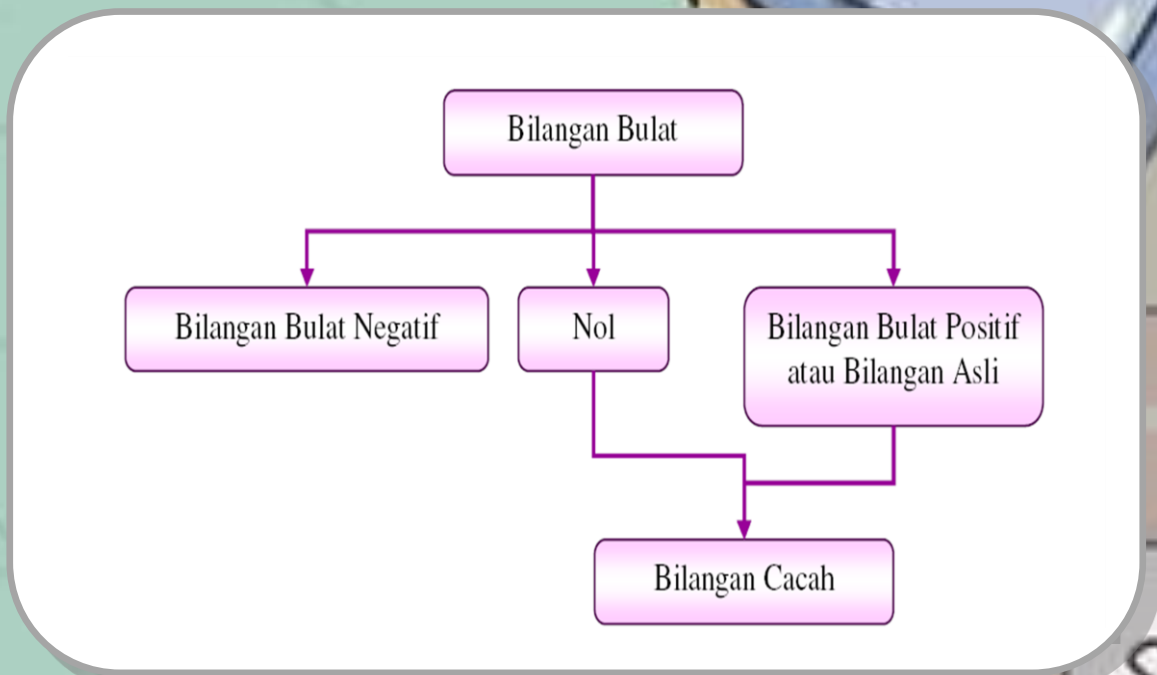 Bilangan Bulat
Bilangan Bulat Negatif
Nol
Bilangan Bulat Positif
atau Bilangan Asli
Bilangan Cacah